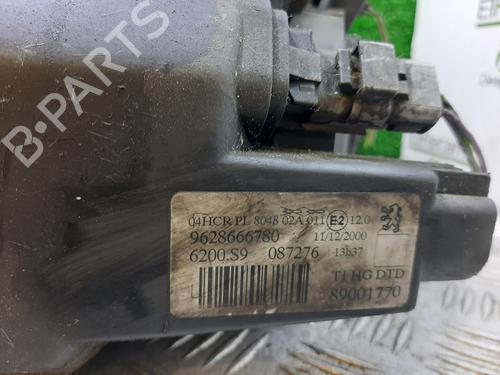 B-PARTS
04HCR PL 8048 02A 011 E2 12.0
9628666780 11/12/2000
6200.S9 087276 13h37
T1 HG DTD
89001770